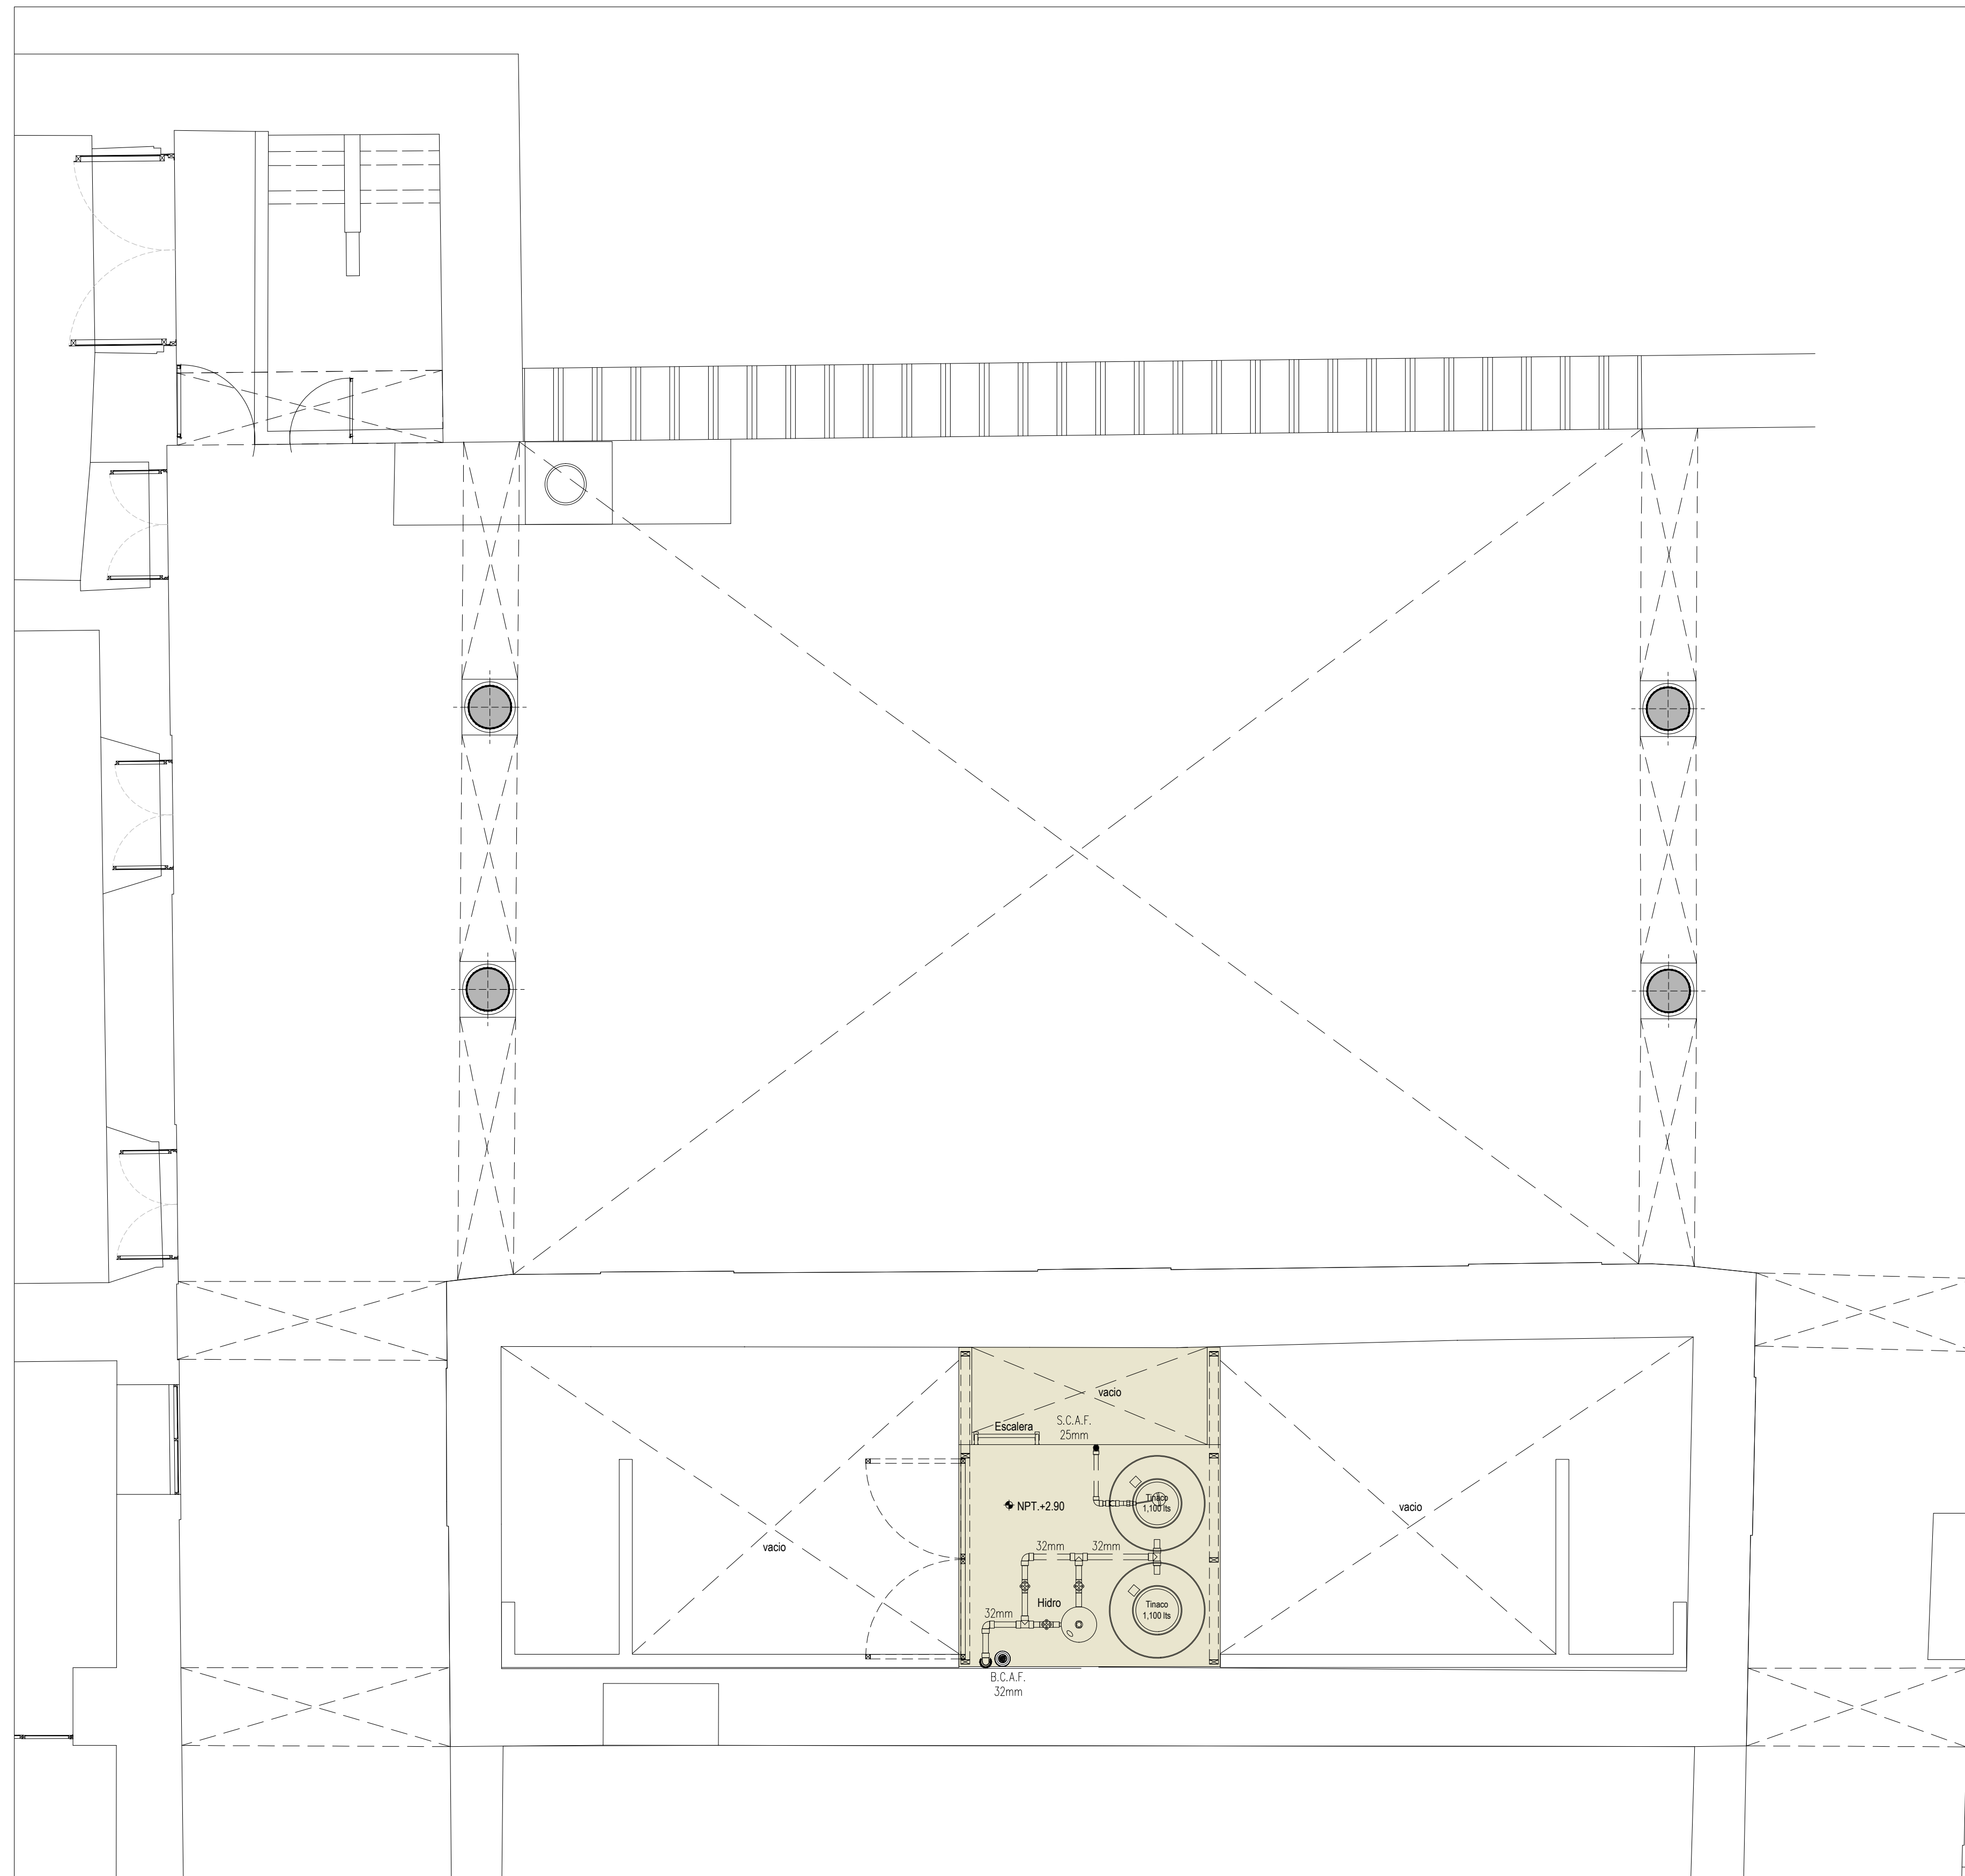 vacio
S.C.A.F.
25mm
Escalera
Tinaco
1,100 lts
NPT.+2.90
vacio
vacio
32mm
32mm
Hidro
32mm
Tinaco
1,100 lts
B.C.A.F.
32mm